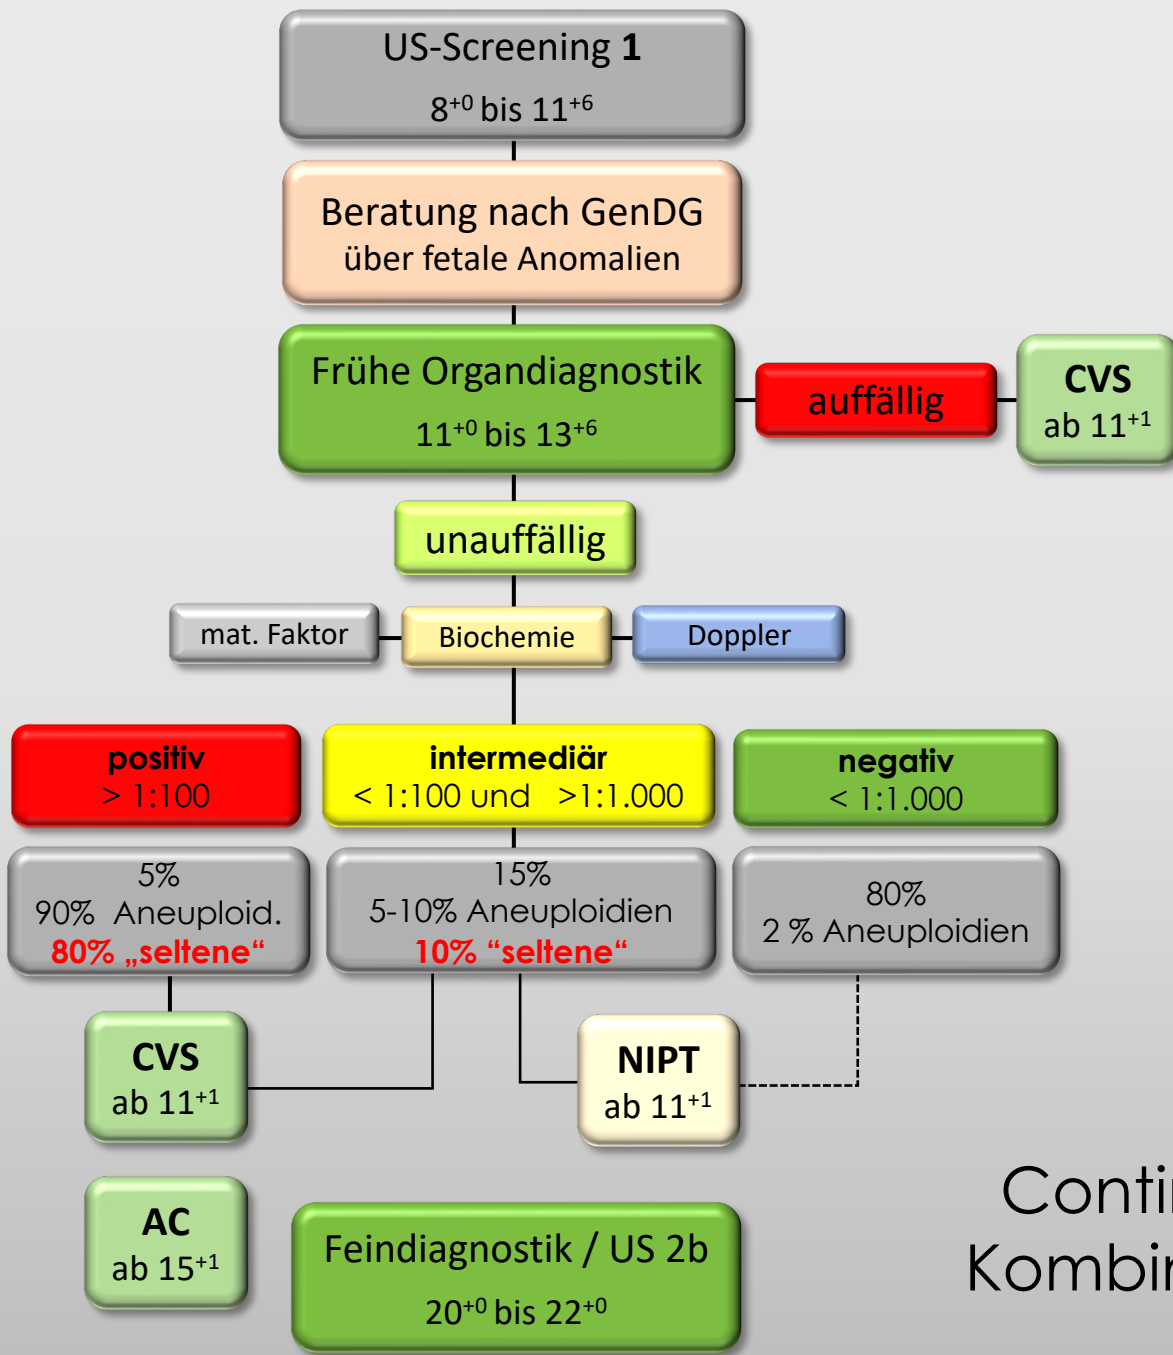 US-Screening 1
8+0 bis 11+6
Beratung nach GenDG
über fetale Anomalien
Frühe Organdiagnostik
11+0 bis 13+6
auffällig
CVS
ab 11+1
unauffällig
mat. Faktor
Biochemie
Doppler
positiv
> 1:100
intermediär
< 1:100 und >1:1.000
negativ
< 1:1.000
5%
90% Aneuploid.
80% „seltene“
15%
5-10% Aneuploidien
10% “seltene“
80%
2 % Aneuploidien
CVS
ab 11+1
NIPT
ab 11+1
AC
ab 15+1
Feindiagnostik / US 2b
20+0 bis 22+0